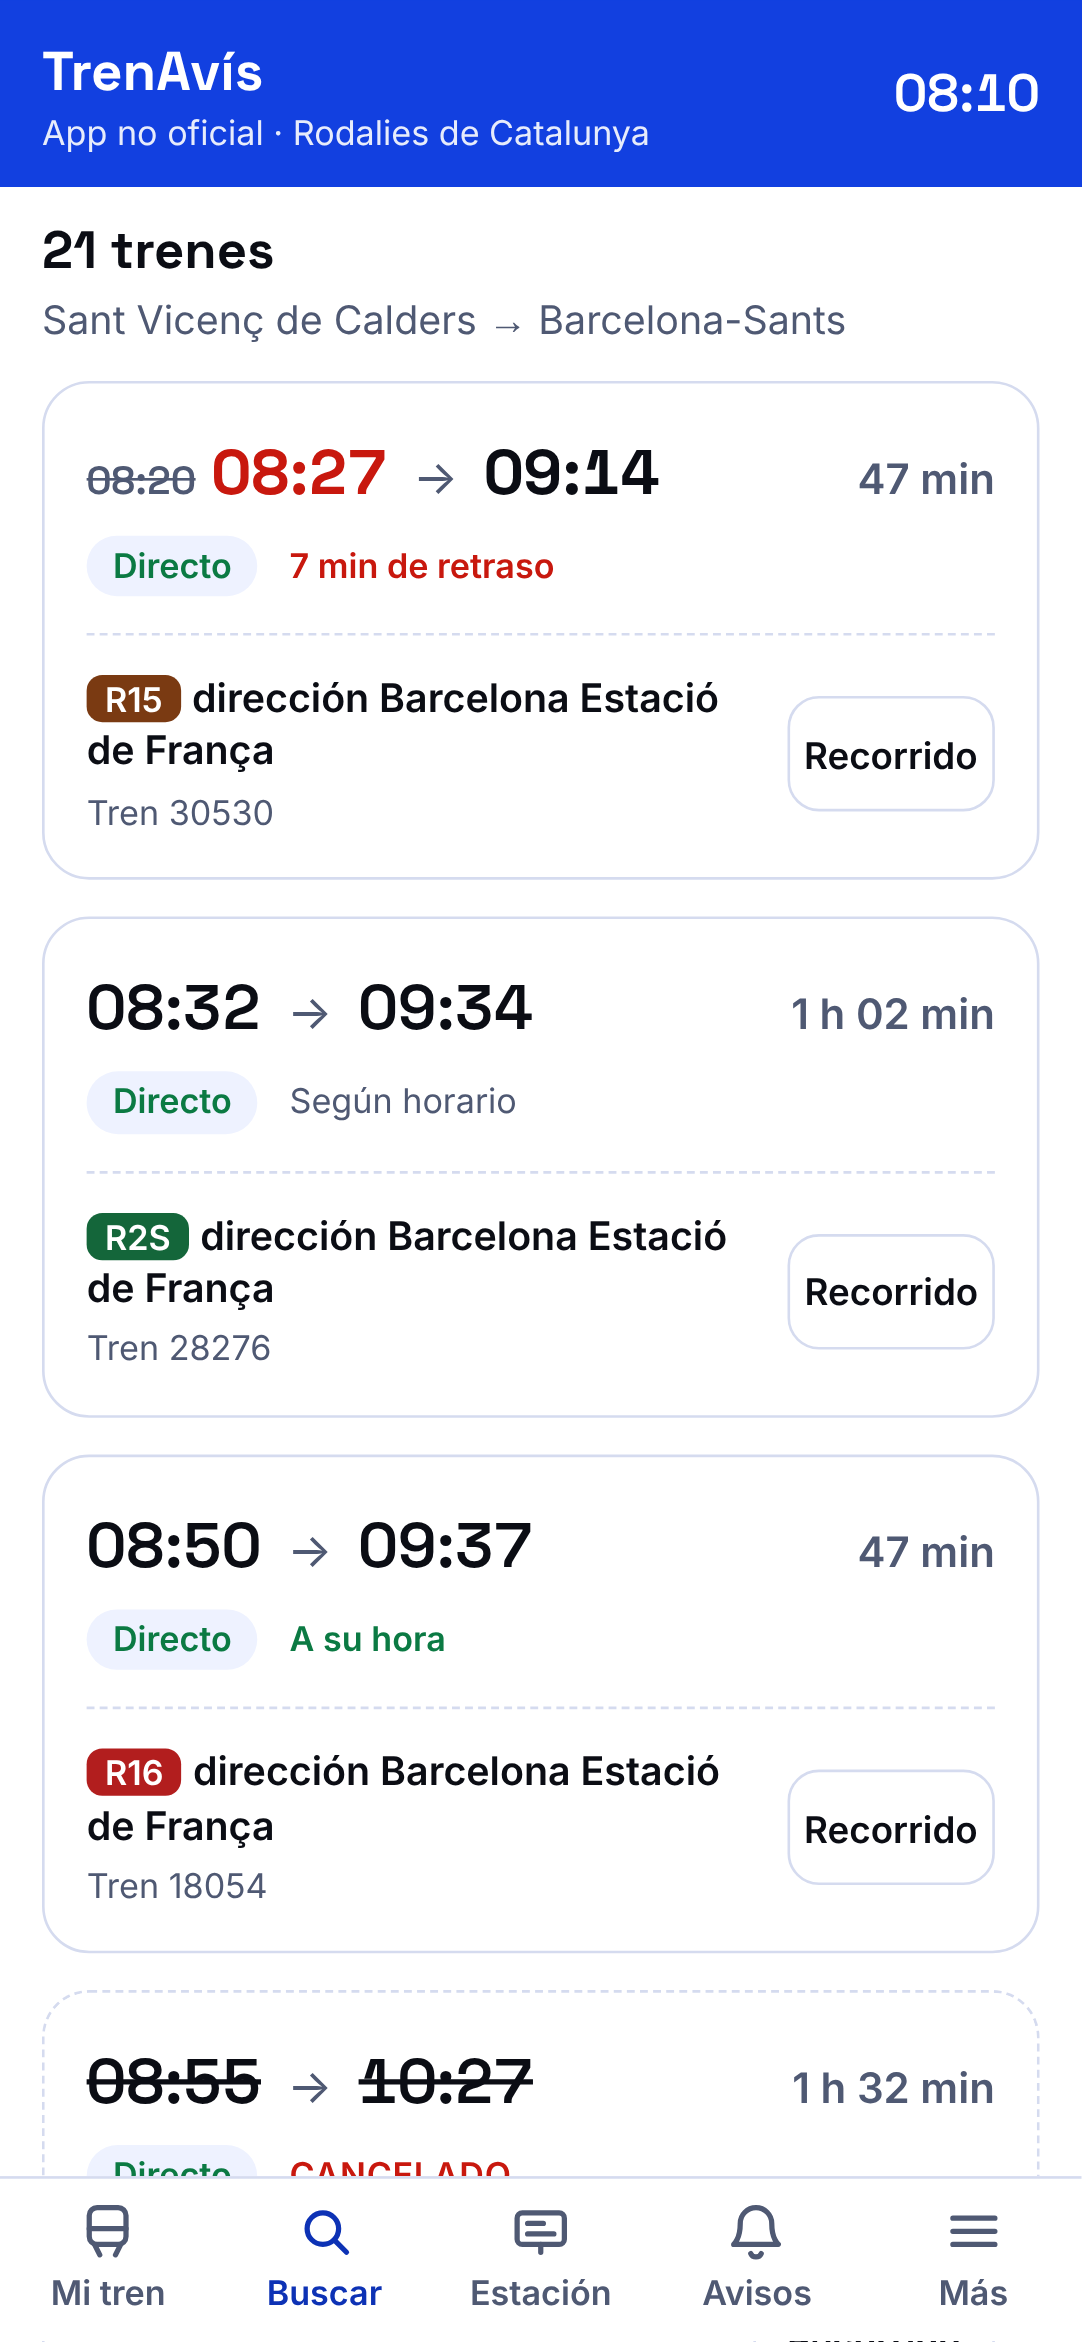 TrenAvís
App no oficial · Rodalies de Catalunya
08:10
21 trenes
Sant Vicenç de Calders → Barcelona-Sants
08:20 08:27 → 09:14 47 min
Directo 7 min de retraso
R15 dirección Barcelona Estació
de França
Tren 30530
Recorrido
08:32 → 09:34 1 h 02 min
Directo Según horario
R2S dirección Barcelona Estació
de França
Tren 28276
Recorrido
08:50 → 09:37 47 min
Directo A su hora
R16 dirección Barcelona Estació
de França
Tren 18054
Recorrido
08:55 → 10:27 1 h 32 min
Directo CANCELADO
Mi tren Buscar Estación Avisos Más